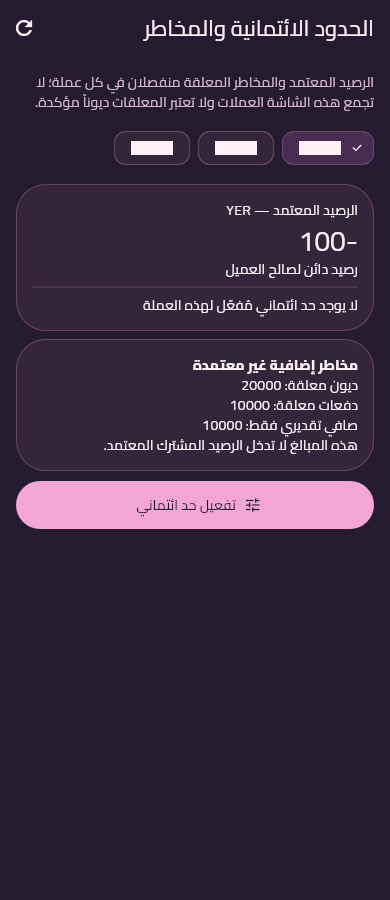 الحدود الائتمانية والمخاطر
الرصيد المعتمد والمخاطر المعلقة منفصلان في كل عملة؛ لا
تجمع هذه الشاشة العملات ولا تعتبر المعلقات ديوناً مؤكدة.
الرصيد المعتمد — YER
100-
رصيد دائن لصالح العميل
لا يوجد حد ائتماني مُفعّل لهذه العملة
مخاطر إضافية غير معتمدة
ديون معلقة: 20000
دفعات معلقة: 10000
صافي تقديري فقط: 10000
هذه المبالغ لا تدخل الرصيد المشترك المعتمد.
تفعيل حد ائتماني